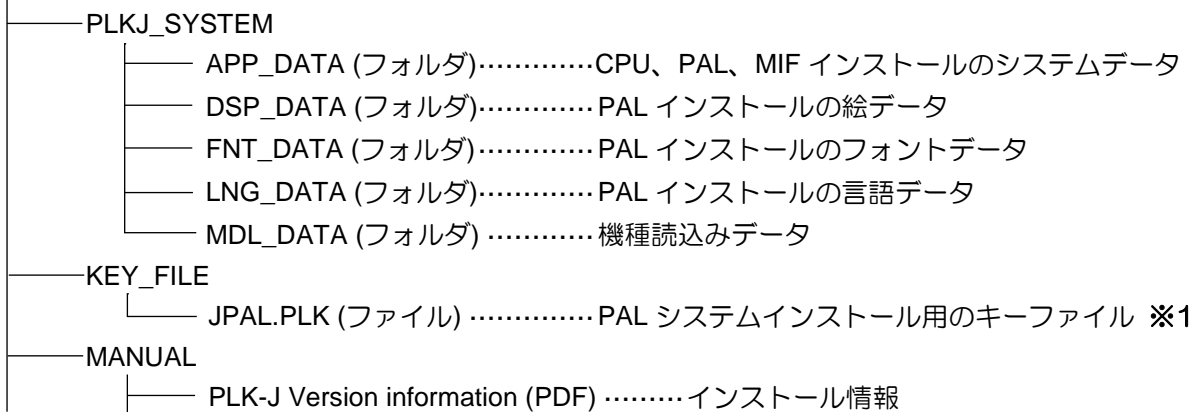 PLKJ_SYSTEM
APP_DATA (フォルダ)·············CPU、PAL、MIF インストールのシステムデータ
DSP_DATA (フォルダ)·············PAL インストールの絵データ
FNT_DATA (フォルダ)·············PAL インストールのフォントデータ
LNG_DATA (フォルダ)·············PAL インストールの言語データ
MDL_DATA (フォルダ) ············機種読込みデータ
KEY_FILE
JPAL.PLK (ファイル) ··············PAL システムインストール用のキーファイル ※1
MANUAL
PLK-J Version information (PDF) ·········インストール情報